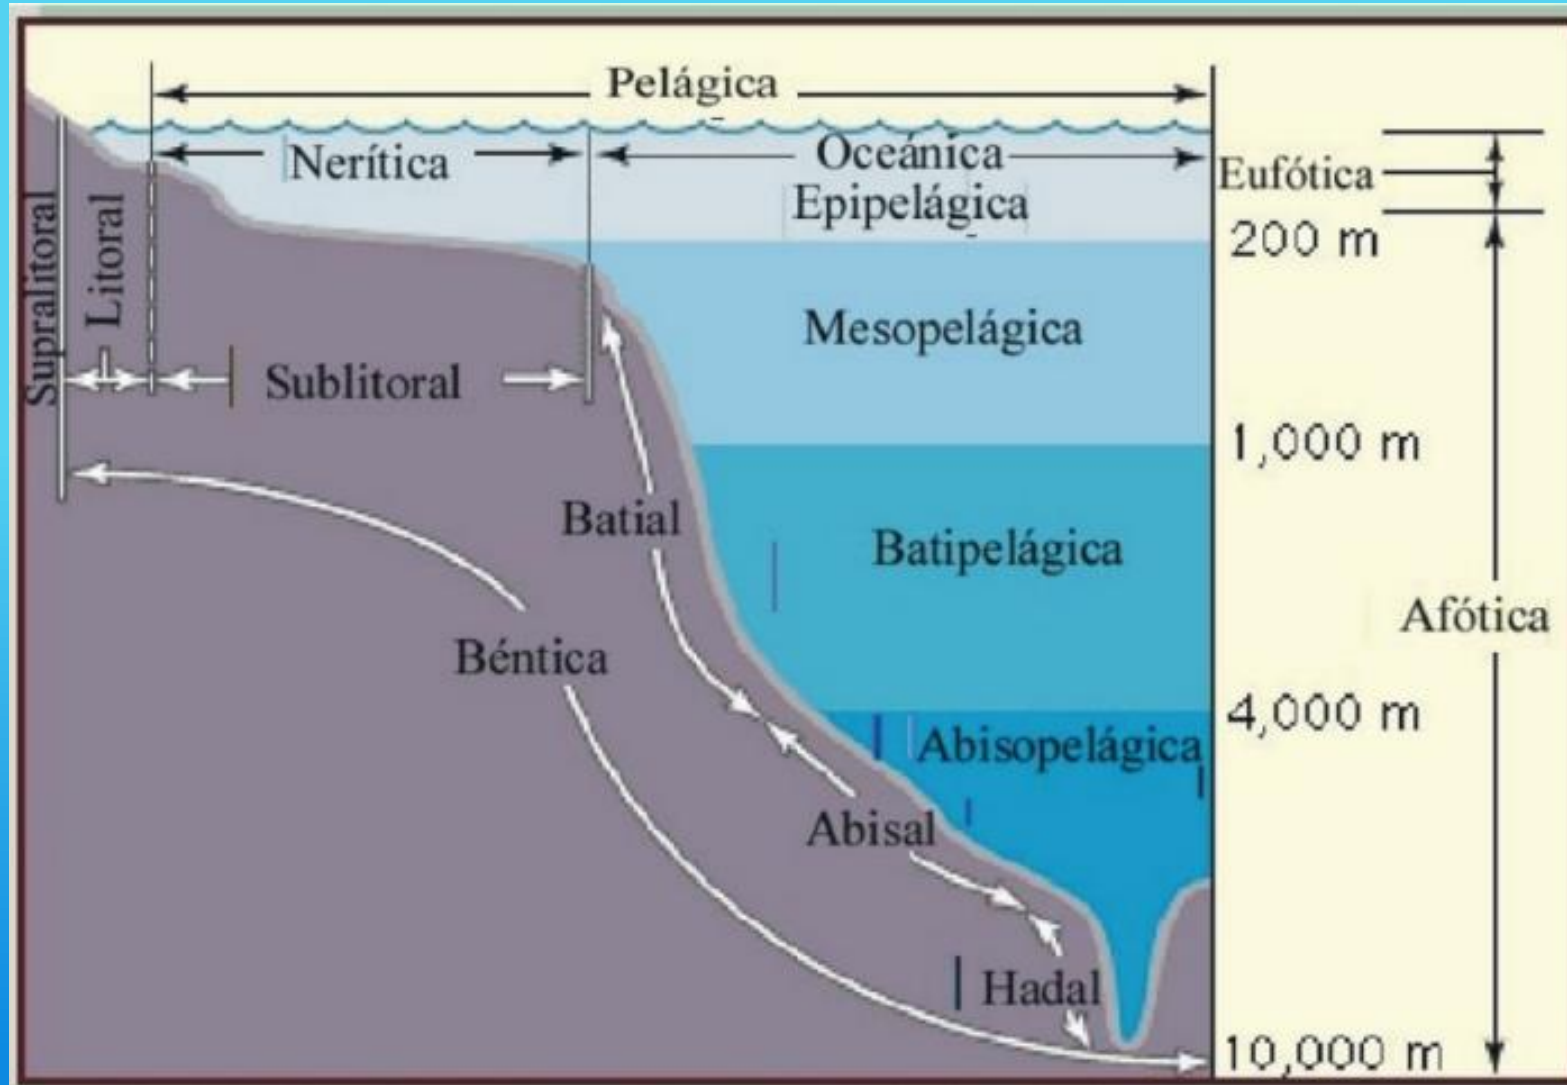 Pelágica
Nerítica
Oceánica
Epipelágica
Eufótica
200 m
Supralitoral
Litoral
Sublitoral
Mesopelágica
1,000 m
Batial
Batipelágica
Afótica
Béntica
4,000 m
Abisopelágica
Abisal
Hadal
10,000 m